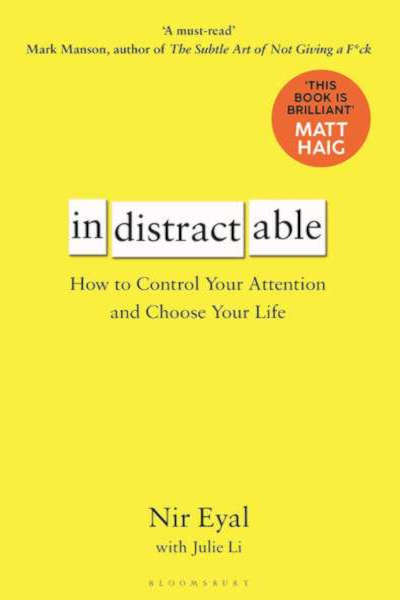 ‘A must-read’
Mark Manson, author of The Subtle Art of Not Giving a F*ck
‘THIS
BOOK IS
BRILLIANT’
MATT
HAIG
in distract able
How to Control Your Attention
and Choose Your Life
Nir Eyal
with Julie Li
BLOOMSBURY